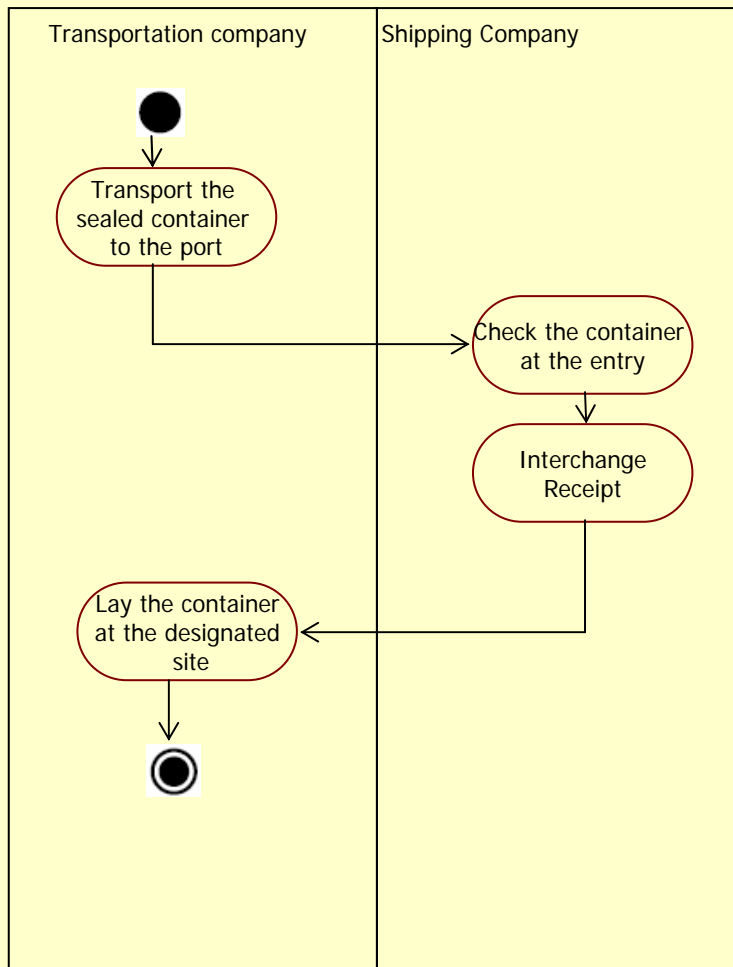 Transportation company
Shipping Company
Transport the
sealed container
to the port
Check the container
at the entry
Interchange
Receipt
Lay the container
at the designated
site